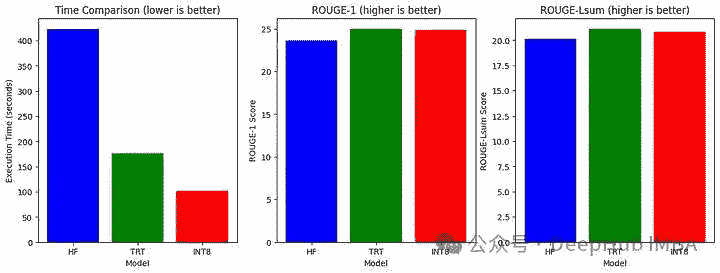 Time Comparison (lower is better)
Execution Time (seconds)
400
350
300
250
200
150
100
50
0
HF
TRT
INT8
Model
ROUGE-1 (higher is better)
ROUGE-1 Score
25
20
15
10
5
0
HF
TRT
INT8
Model
ROUGE-Lsum (higher is better)
ROUGE-Lsum Score
20.0
17.5
15.0
12.5
10.0
7.5
5.0
2.5
0.0
HF
TRT
INT8
Model
公众号 · DeepHub IMBA